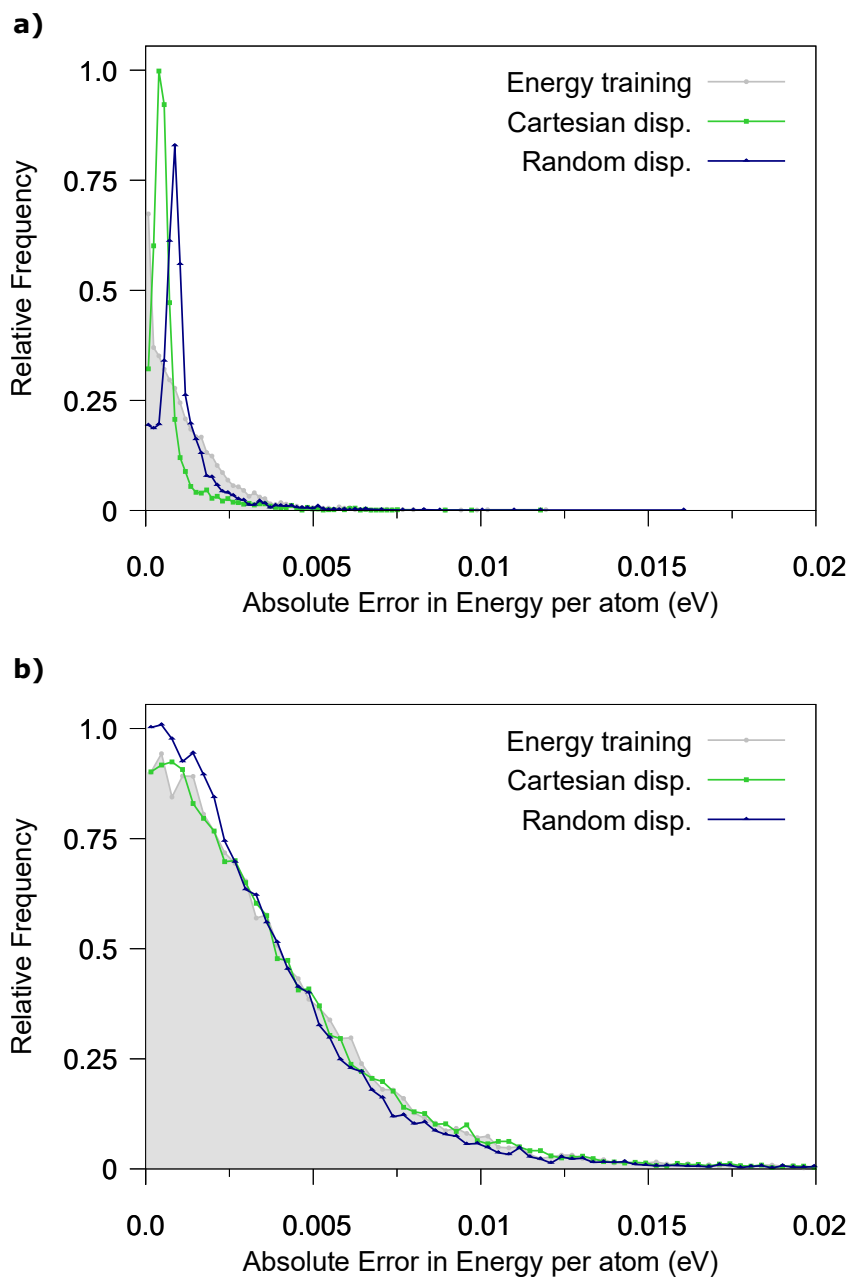 a)
1.0
0.75
0.5
0.25
0
Relative Frequency
Energy training
Cartesian disp.
Random disp.
0.0
0.005
0.01
0.015
0.02
Absolute Error in Energy per atom (eV)
b)
1.0
0.75
0.5
0.25
0
Relative Frequency
Energy training
Cartesian disp.
Random disp.
0.0
0.005
0.01
0.015
0.02
Absolute Error in Energy per atom (eV)